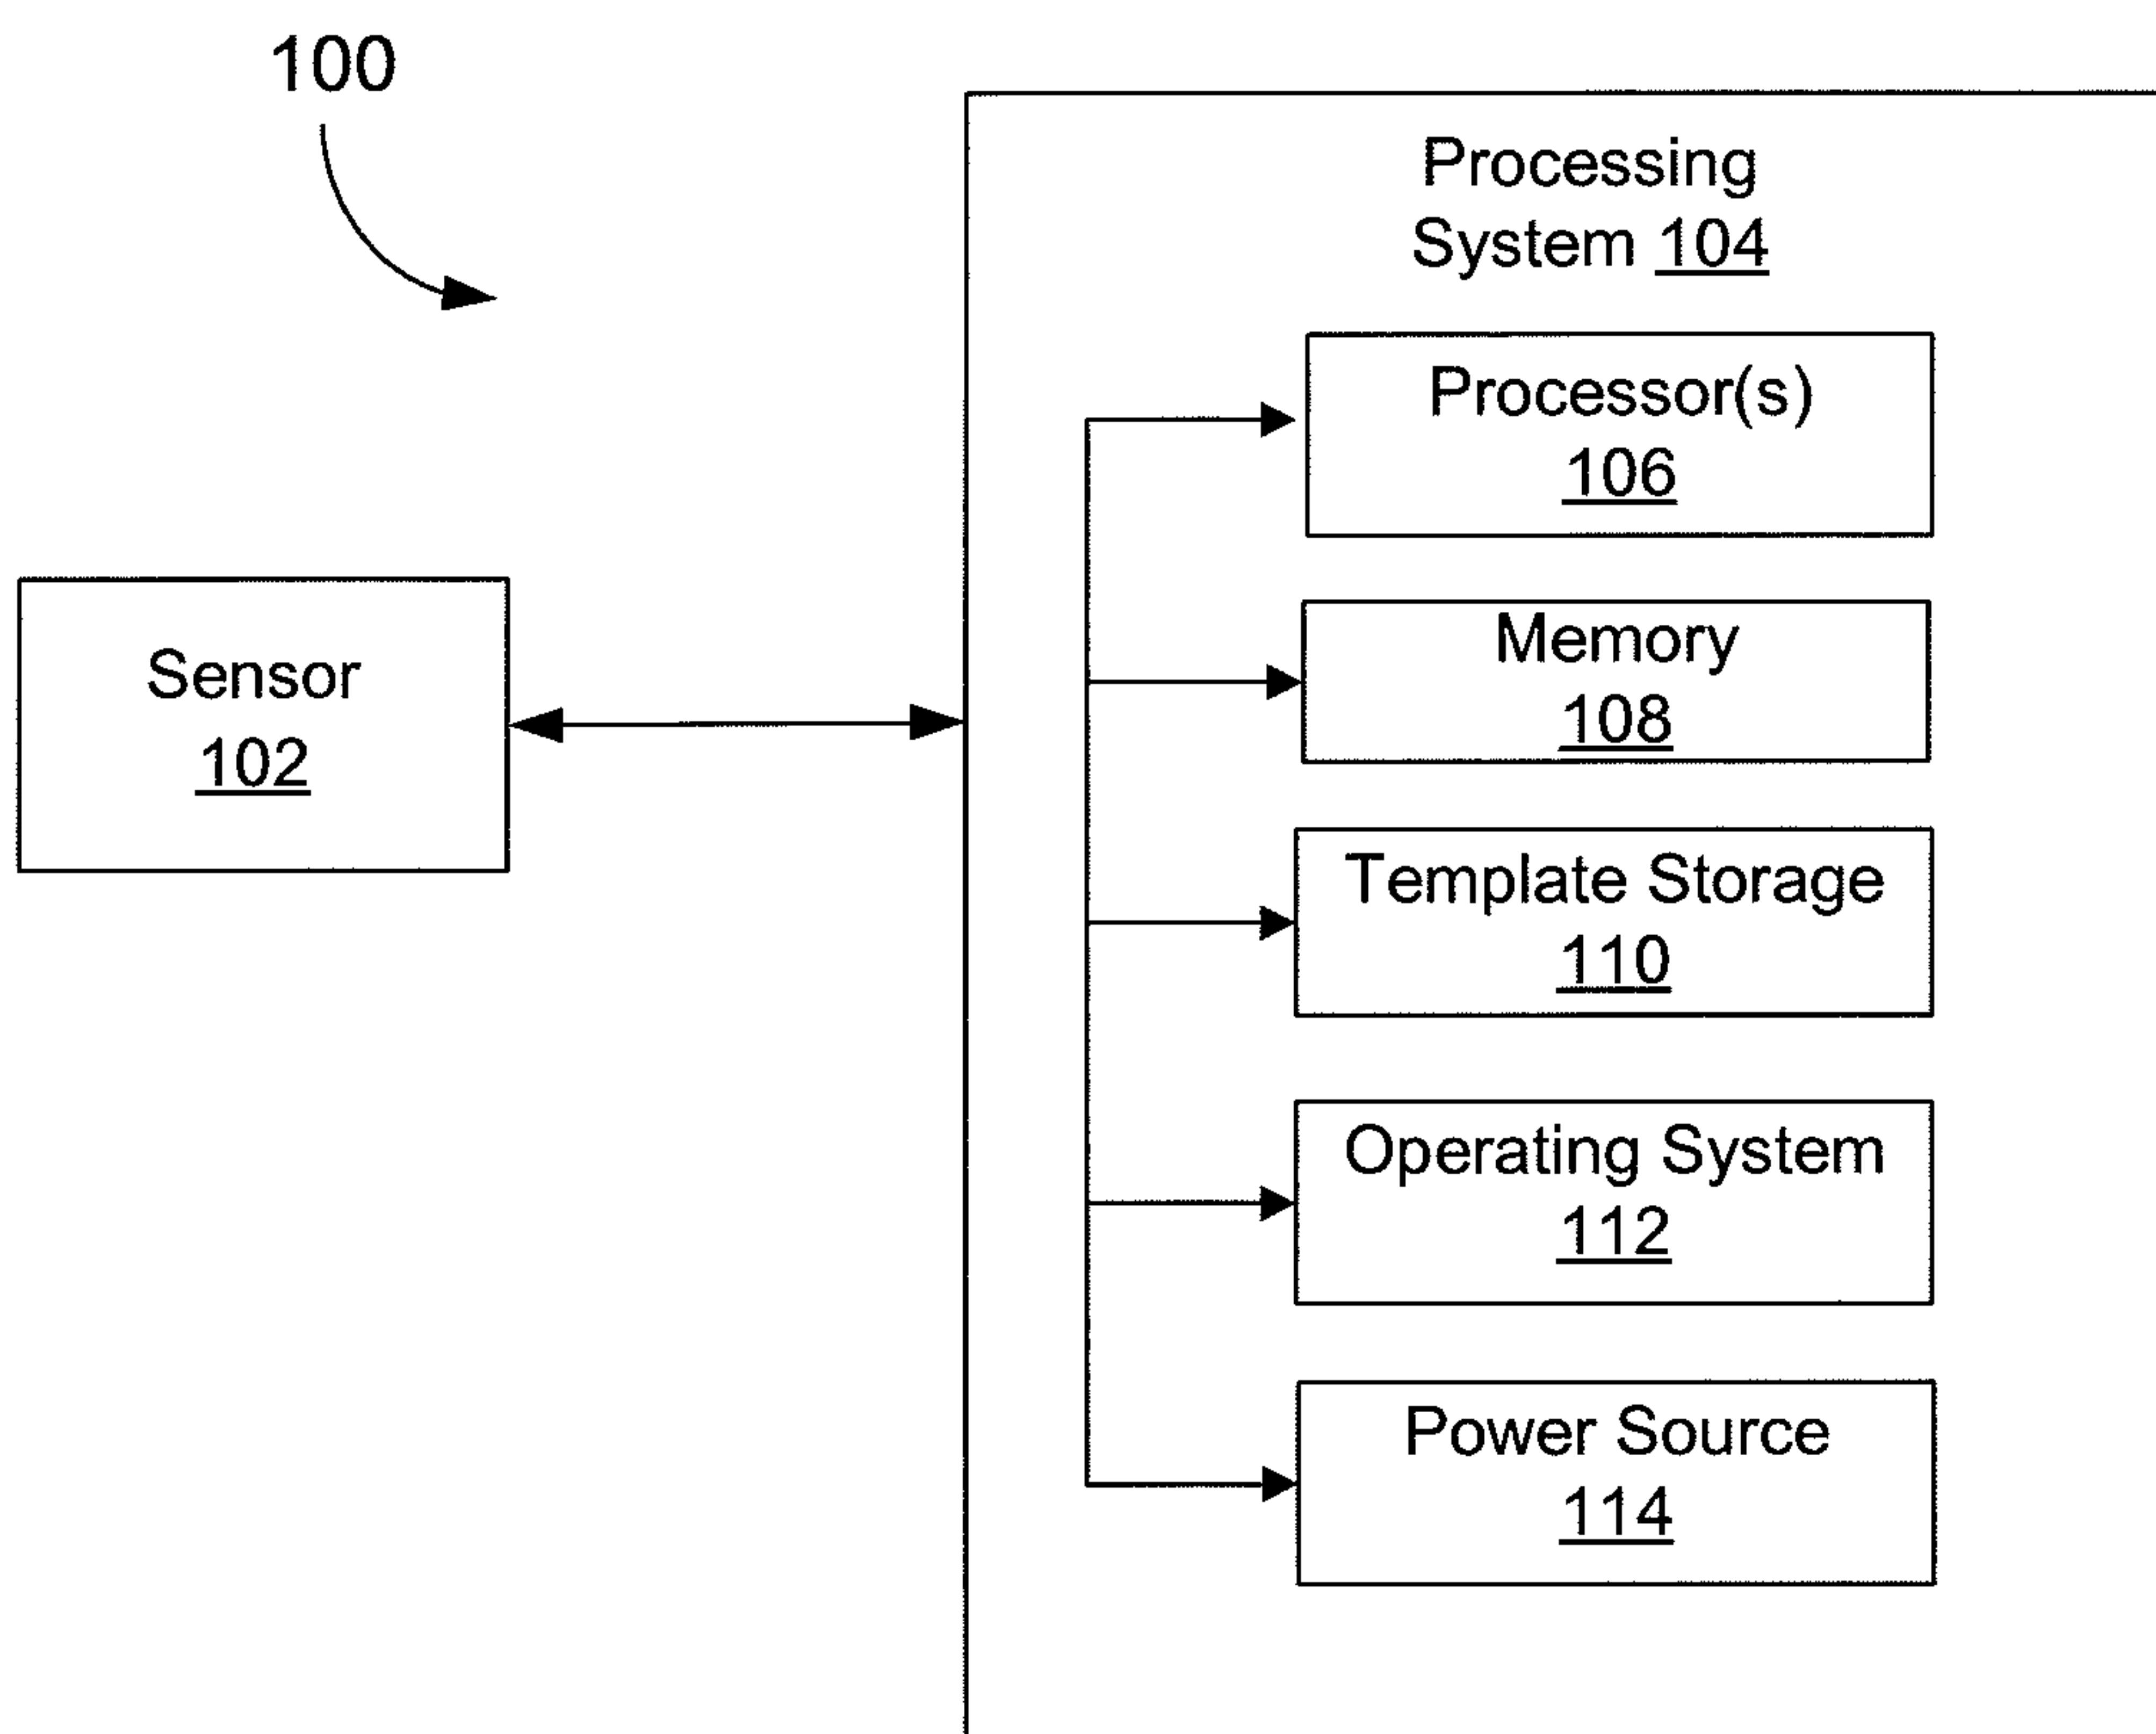 100
Processing
System 104
Processor(s)
106
Memory
108
Sensor
102
Template Storage
110
Operating System
112
Power Source
114